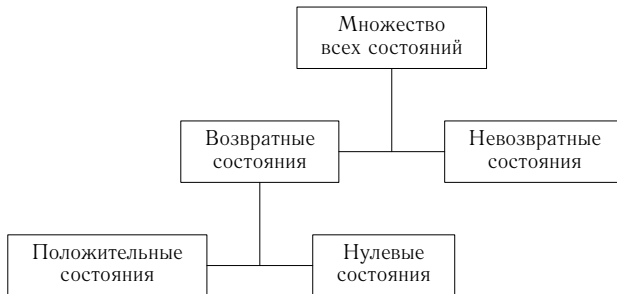 Множество
всех состояний
Возвратные
состояния
Невозвратные
состояния
Положительные
состояния
Нулевые
состояния